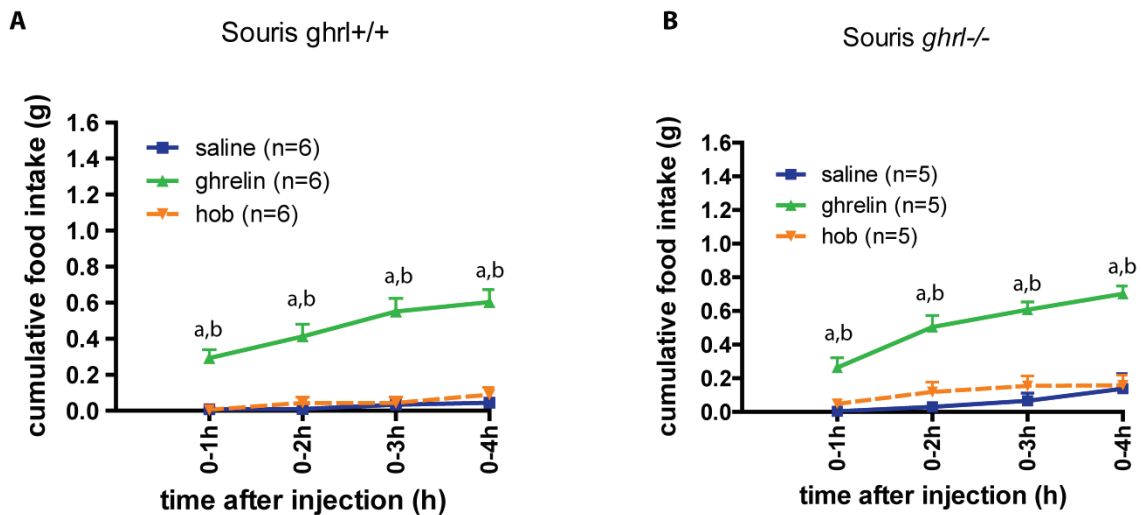 A
Souris ghrl+/+
cumulative food intake (g)
1.6
1.4
1.2
1.0
0.8
0.6
0.4
0.2
0.0
saline (n=6)
ghrelin (n=6)
hob (n=6)
a,b
a,b
a,b
a,b
0-1h
0-2h
0-3h
0-4h
time after injection (h)
B
Souris ghrl-/-
cumulative food intake (g)
1.6
1.4
1.2
1.0
0.8
0.6
0.4
0.2
0.0
saline (n=5)
ghrelin (n=5)
hob (n=5)
a,b
a,b
a,b
a,b
0-1h
0-2h
0-3h
0-4h
time after injection (h)